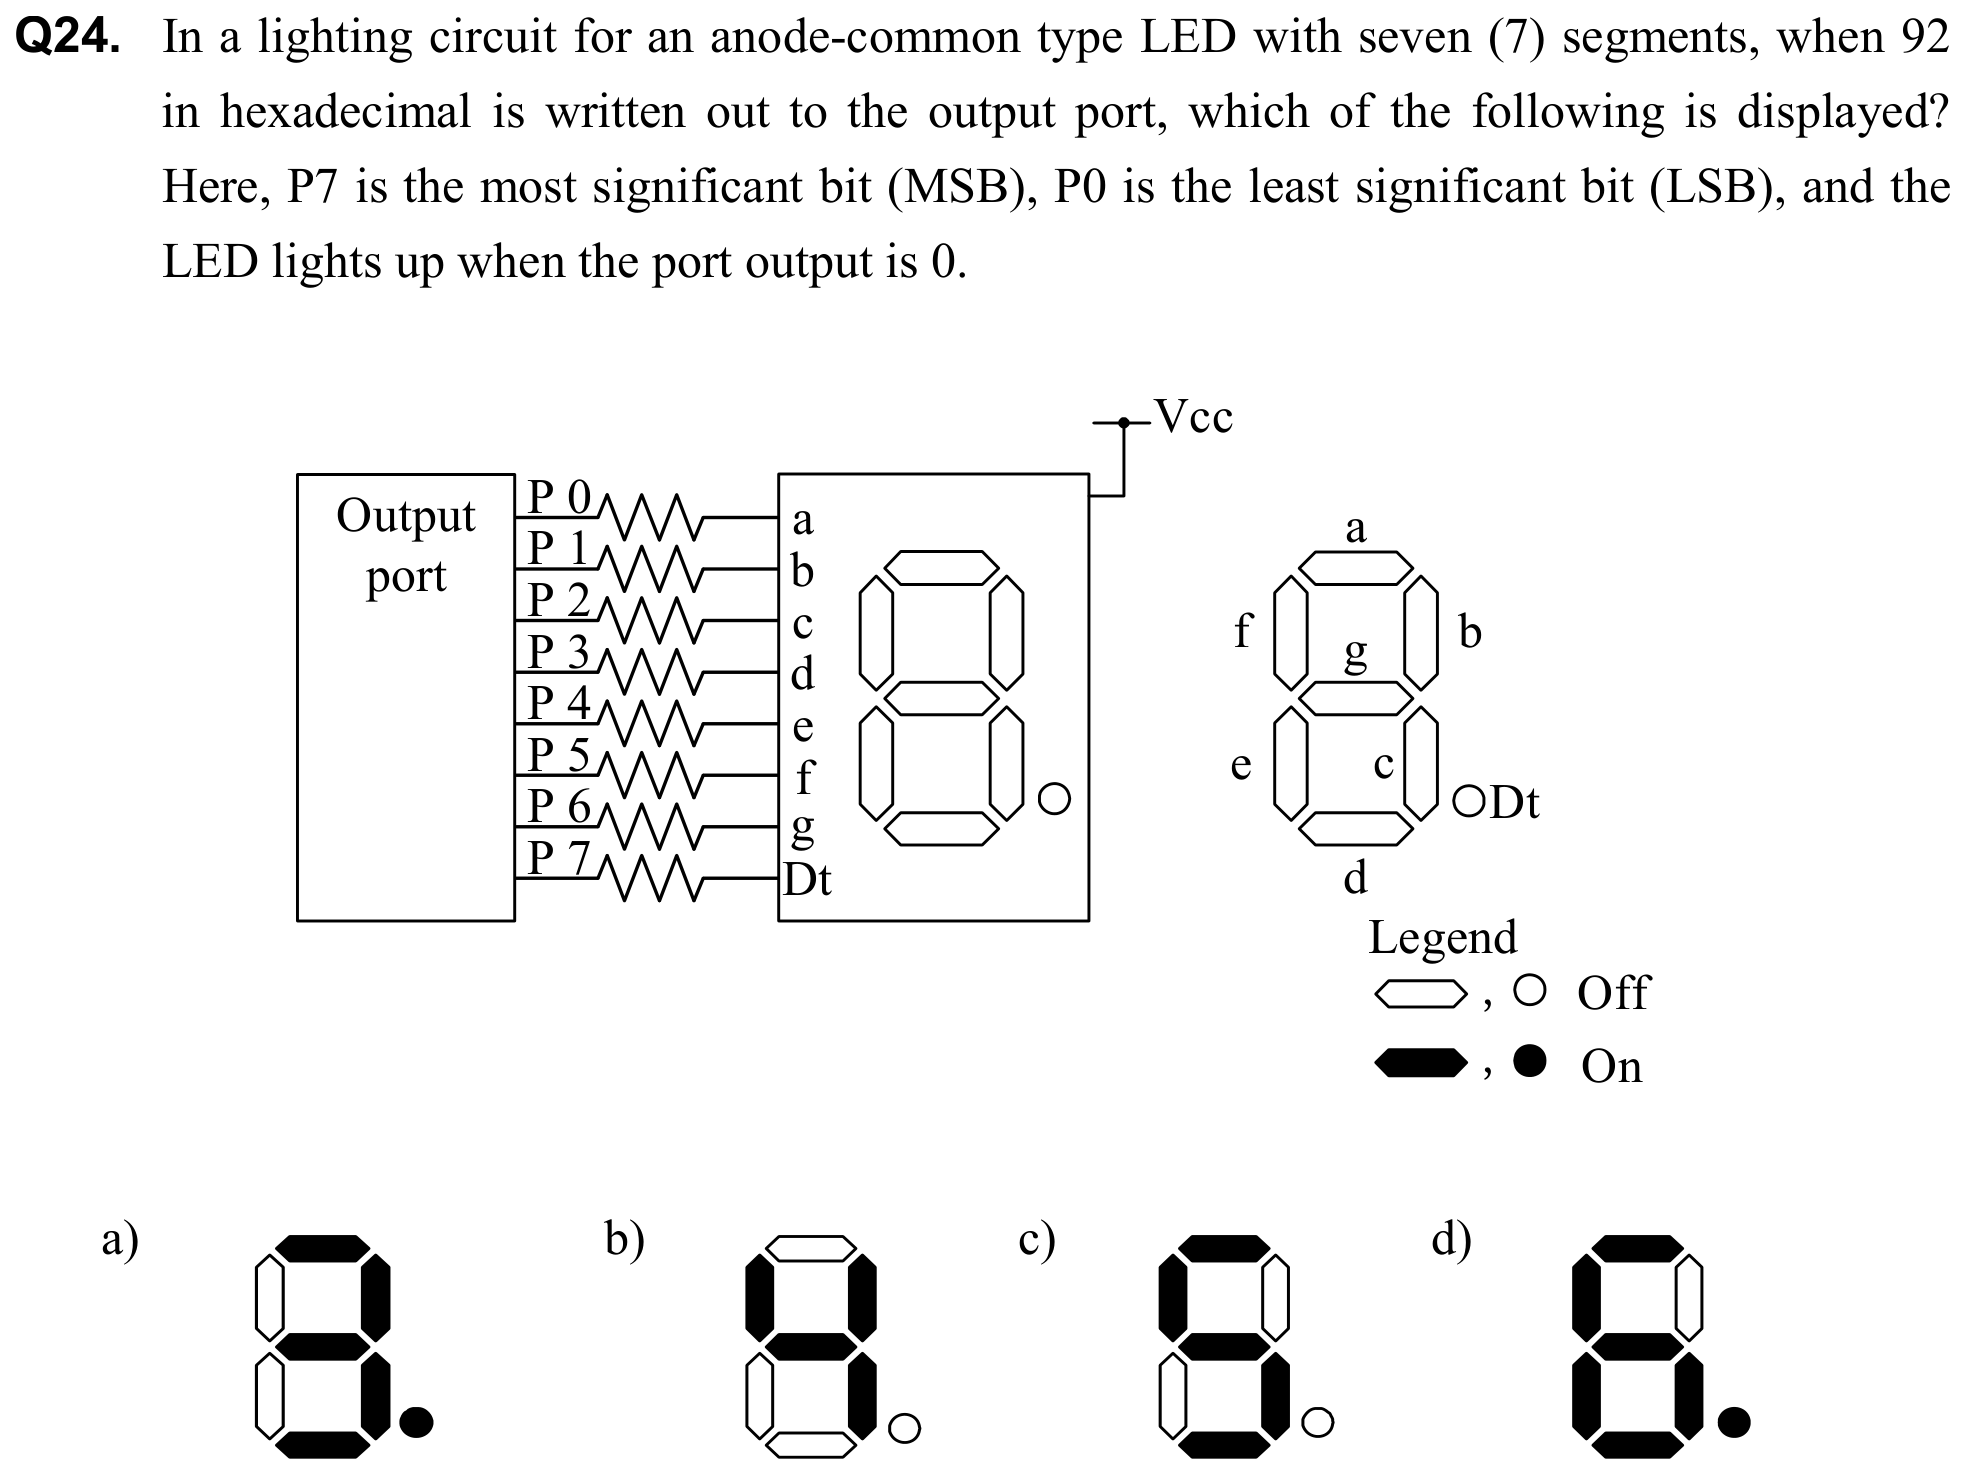 Q24. In a lighting circuit for an anode-common type LED with seven (7) segments, when 92
in hexadecimal is written out to the output port, which of the following is displayed?
Here, P7 is the most significant bit (MSB), P0 is the least significant bit (LSB), and the
LED lights up when the port output is 0.
Vcc
Output
port
P 0
P 1
P 2
P 3
P 4
P 5
P 6
P 7
a
b
c
d
e
f
g
Dt
a
f
b
g
e
c
Dt
d
Legend
, Off
, On
a)
b)
c)
d)